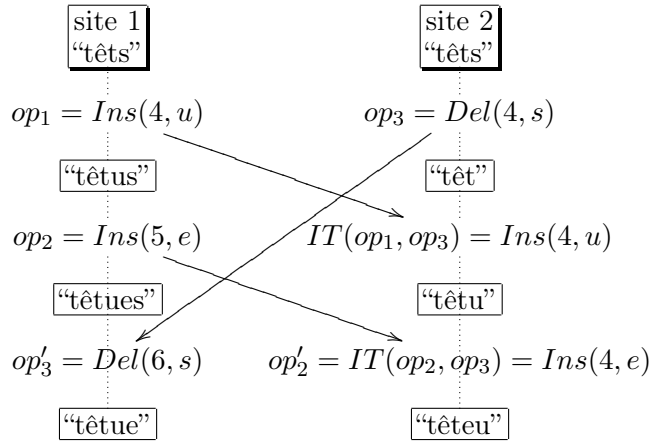 site 1 site 2
“têts” “têts”
op₁ = Ins(4, u) op₃ = Del(4, s)
“têtus” “têt”
op₂ = Ins(5, e) IT(op₁, op₃) = Ins(4, u)
“têtues” “têtu”
op′₃ = Del(6, s) op′₂ = IT(op₂, op₃) = Ins(4, e)
“têtue” “têteu”